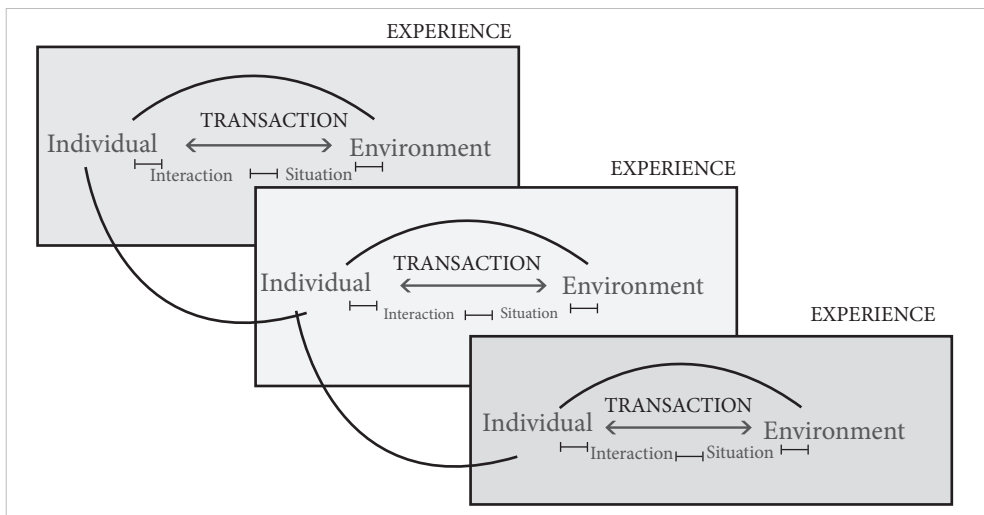 EXPERIENCE
TRANSACTION
Individual
Environment
Interaction
Situation
EXPERIENCE
TRANSACTION
Individual
Environment
Interaction
Situation
EXPERIENCE
TRANSACTION
Individual
Environment
Interaction
Situation